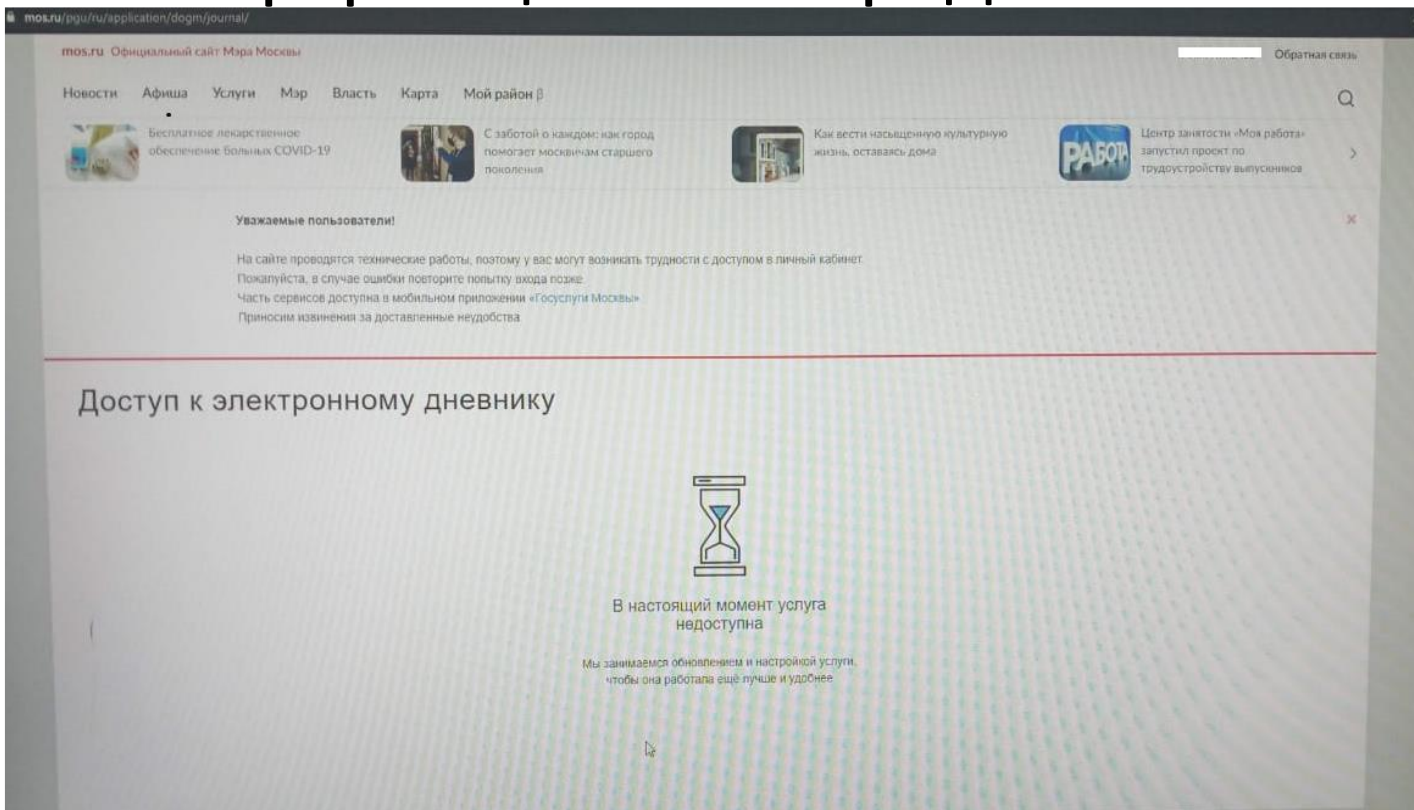 mos.ru/pgu/ru/application/dogm/journal/
mos.ru Официальный сайт Мэра Москвы
Обратная связь
Новости Афиша Услуги Мэр Власть Карта Мой район β
Бесплатное лекарственное
обеспечение больных COVID-19
С заботой о каждом: как город
помогает москвичам старшего
поколения
Как вести насыщенную культурную
жизнь, оставаясь дома
РАБОТА
Центр занятости «Моя работа»
запустил проект по
трудоустройству выпускников
Уважаемые пользователи!
На сайте проводятся технические работы, поэтому у вас могут возникать трудности с доступом в личный кабинет.
Пожалуйста, в случае ошибки повторите попытку входа позже.
Часть сервисов доступна в мобильном приложении «Госуслуги Москвы»
Приносим извинения за доставленные неудобства
Доступ к электронному дневнику
В настоящий момент услуга
недоступна
Мы занимаемся обновлением и настройкой услуги,
чтобы она работала ещё лучше и удобнее